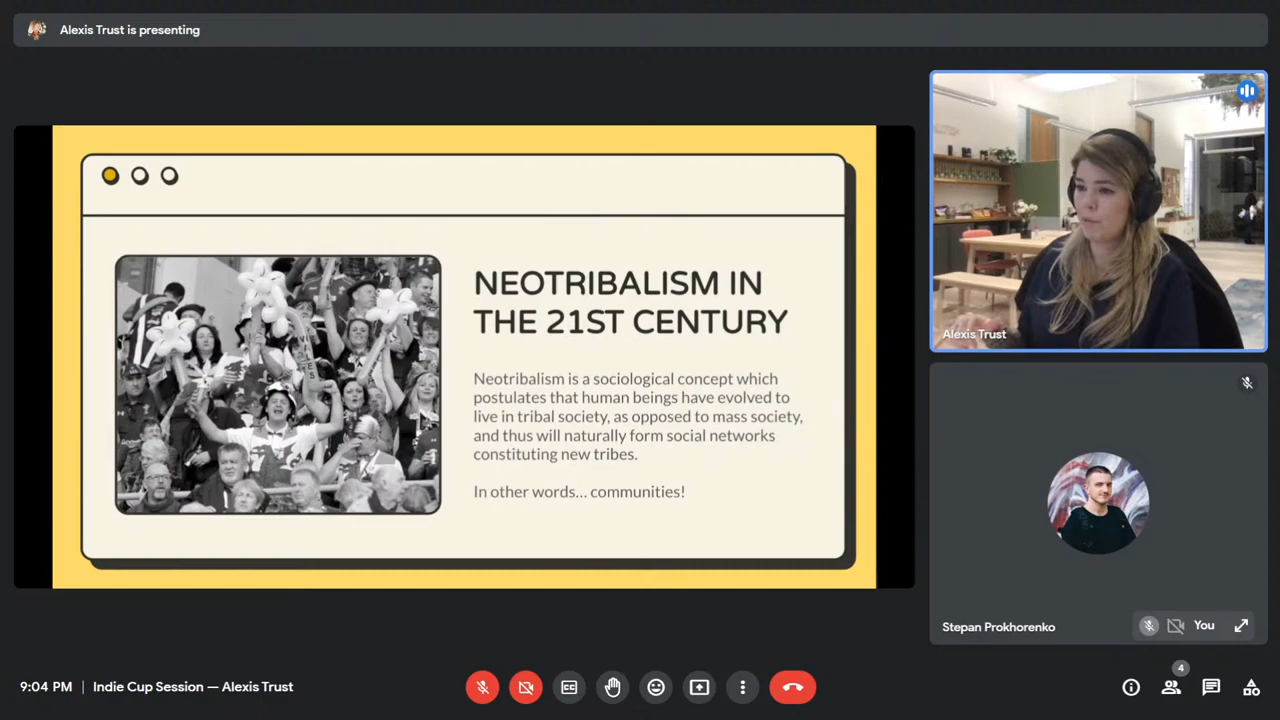 Alexis Trust is presenting
NEOTRIBALISM IN
THE 21ST CENTURY
Neotribalism is a sociological concept which
postulates that human beings have evolved to
live in tribal society, as opposed to mass society,
and thus will naturally form social networks
constituting new tribes.
In other words... communities!
Alexis Trust
Stepan Prokhorenko
You
9:04 PM | Indie Cup Session — Alexis Trust
CC
4